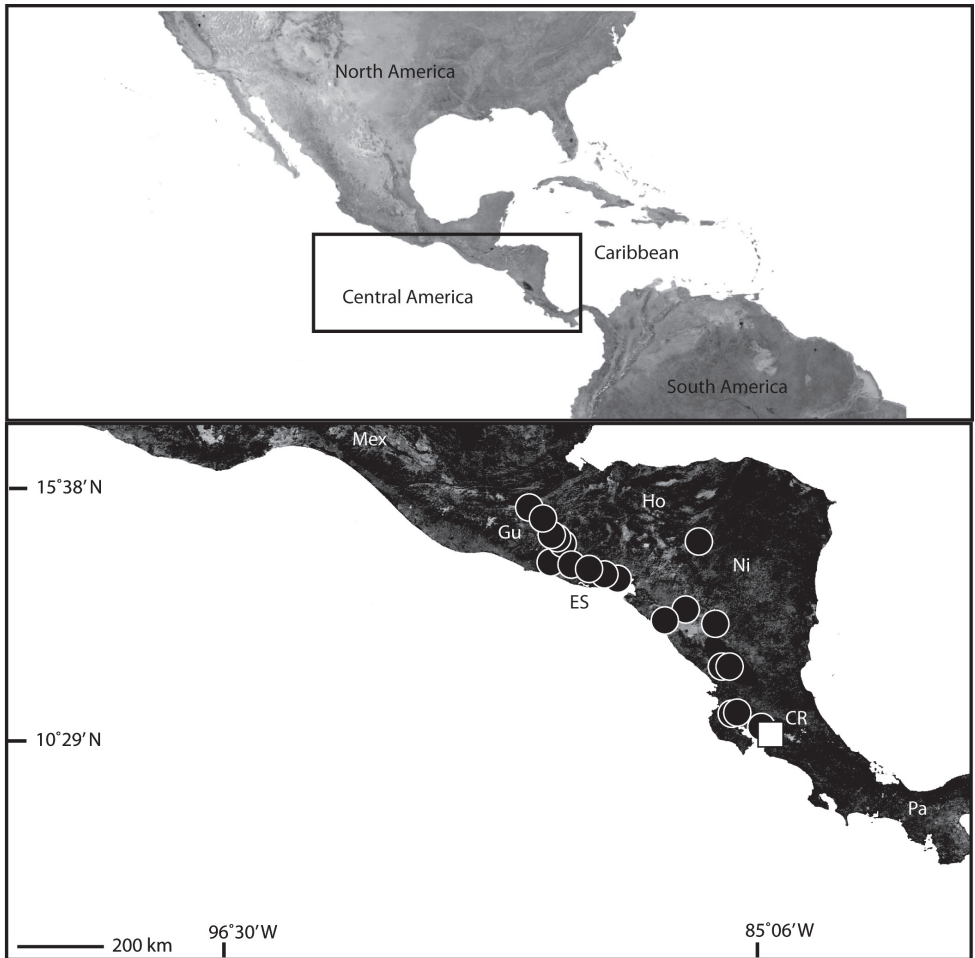 North America
Caribbean
Central America
South America
Mex
15˚38' N
Ho
Gu
Ni
ES
CR
10˚29' N
Pa
96˚30' W
85˚06' W
200 km